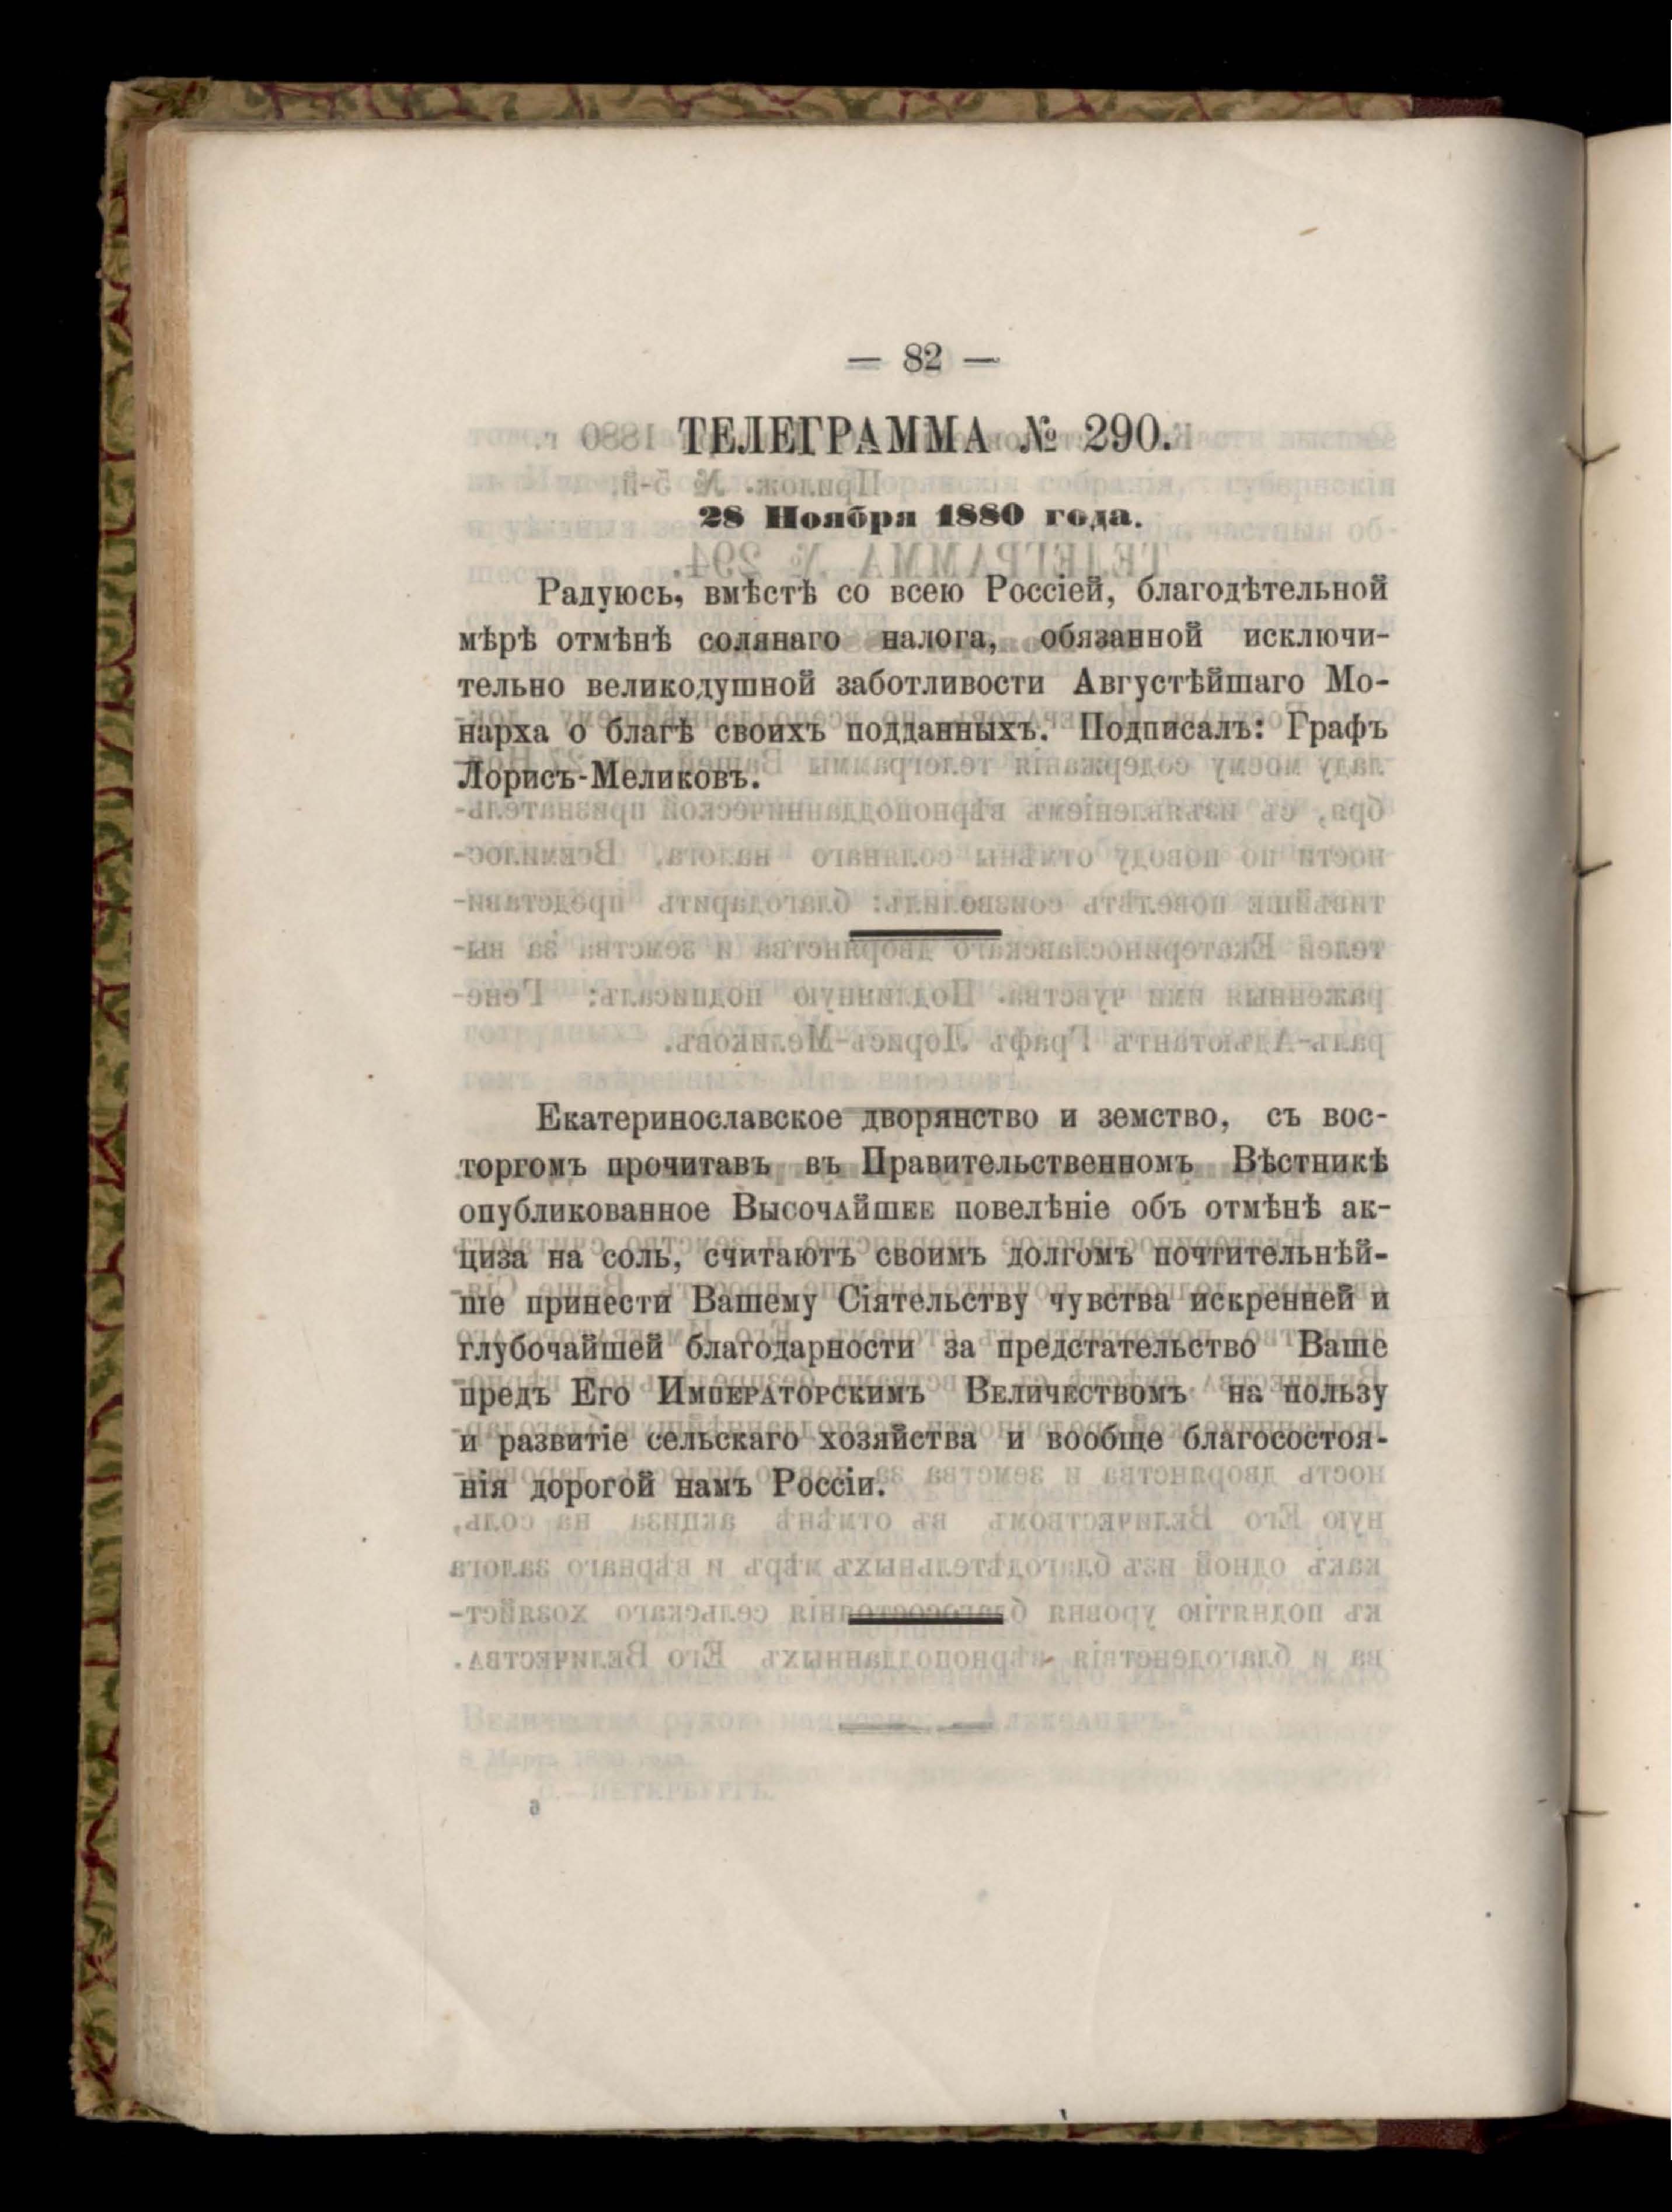 — 82 —
ТЕЛЕГРАММА № 290.
28 Ноября 1880 года.
Радуюсь, вмѣстѣ со всею Россіей, благодѣтельной
мѣрѣ отмѣнѣ солянаго налога, обязанной исключи-
тельно великодушной заботливости Августѣйшаго Мо-
нарха о благѣ своихъ подданныхъ. Подписалъ: Графъ
Лорисъ-Меликовъ.
Екатеринославское дворянство и земство, съ вос-
торгомъ прочитавъ въ Правительственномъ Вѣстникѣ
опубликованное Высочайшее повелѣніе объ отмѣнѣ ак-
циза на соль, считаютъ своимъ долгомъ почтительнѣй-
ше принести Вашему Сіятельству чувства искренней и
глубочайшей благодарности за предстательство Ваше
предъ Его Императорскимъ Величествомъ на пользу
и развитіе сельскаго хозяйства и вообще благосостоя-
нія дорогой намъ Россіи.